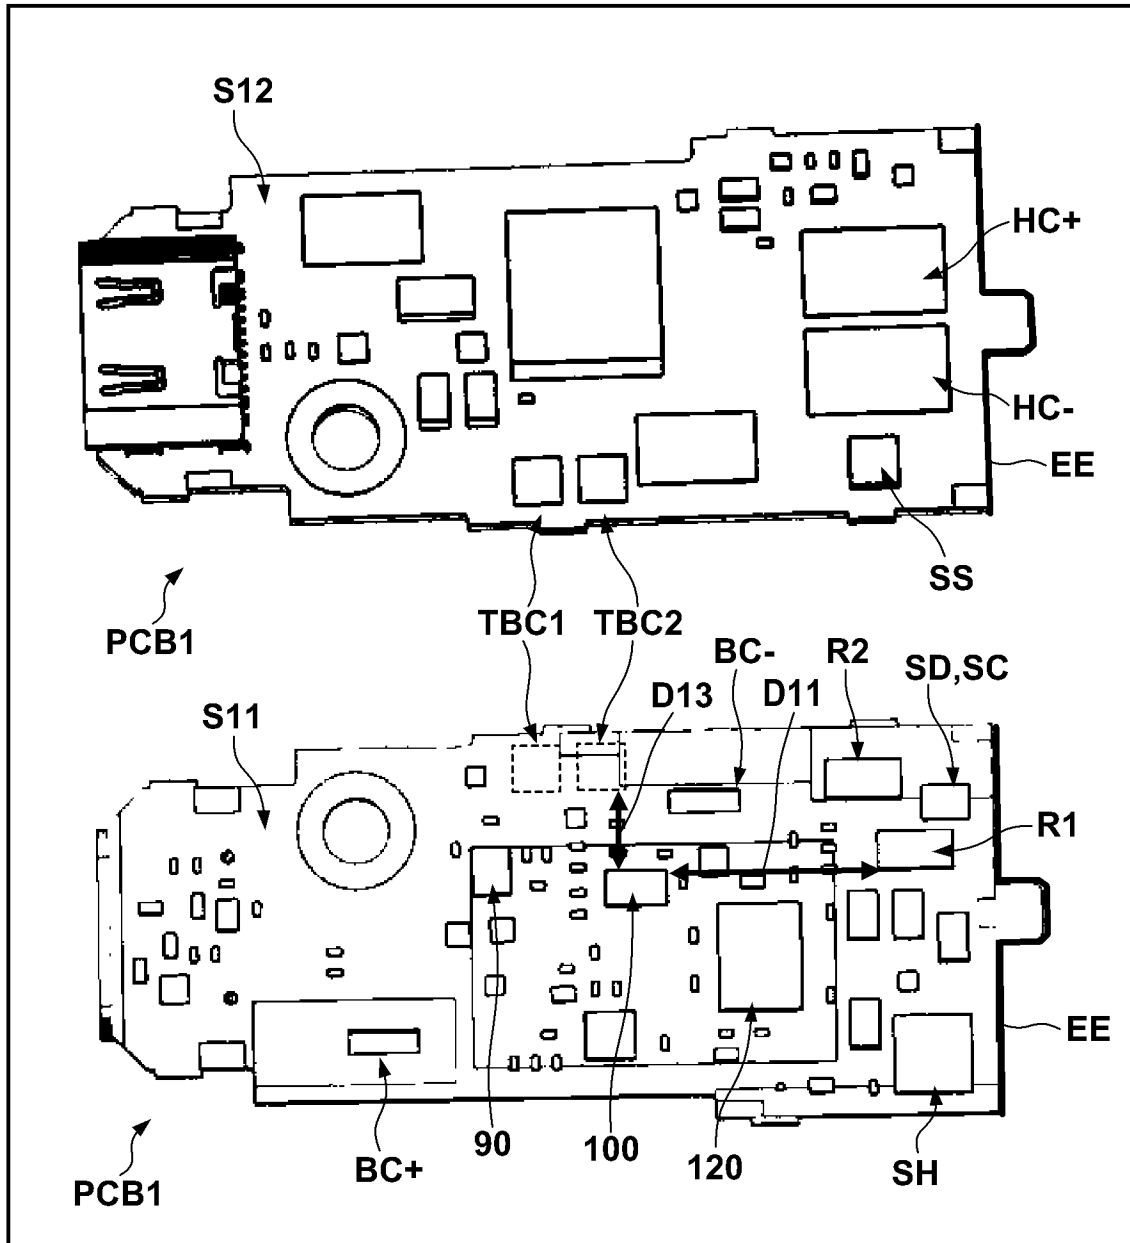 S12
HC+
HC-
EE
SS
TBC1 TBC2
PCB1
BC- R2
SD,SC
D13 D11
S11
R1
EE
90 100 120 SH
BC+
PCB1